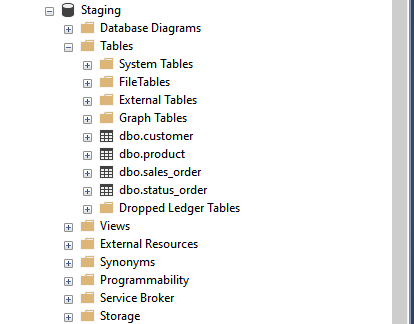 Staging
Database Diagrams
Tables
System Tables
FileTables
External Tables
Graph Tables
dbo.customer
dbo.product
dbo.sales_order
dbo.status_order
Dropped Ledger Tables
Views
External Resources
Synonyms
Programmability
Service Broker
Storage